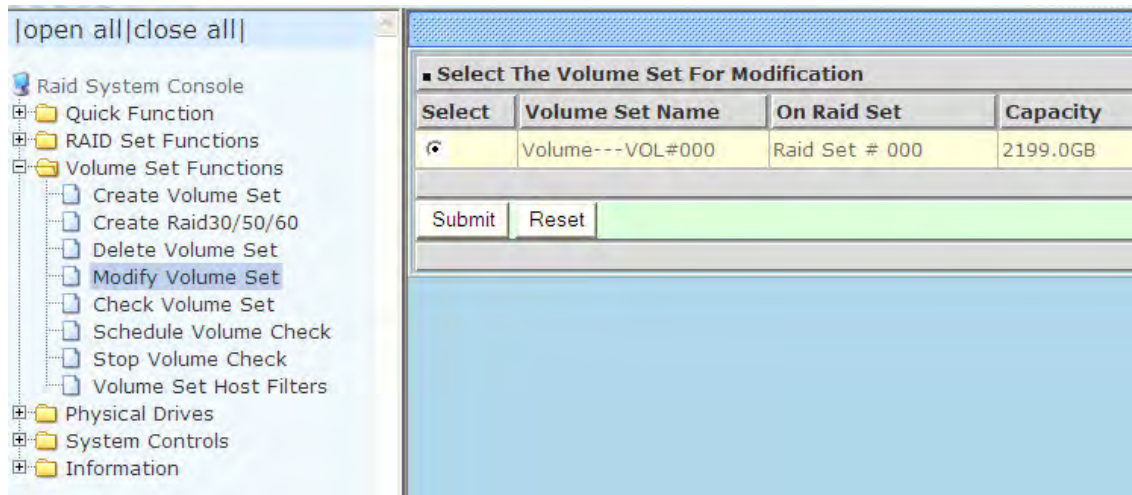 |open all|close all|
Raid System Console
Quick Function
RAID Set Functions
Volume Set Functions
Create Volume Set
Create Raid30/50/60
Delete Volume Set
Modify Volume Set
Check Volume Set
Schedule Volume Check
Stop Volume Check
Volume Set Host Filters
Physical Drives
System Controls
Information
Select The Volume Set For Modification
Select Volume Set Name On Raid Set Capacity
Volume---VOL#000 Raid Set # 000 2199.0GB
Submit Reset